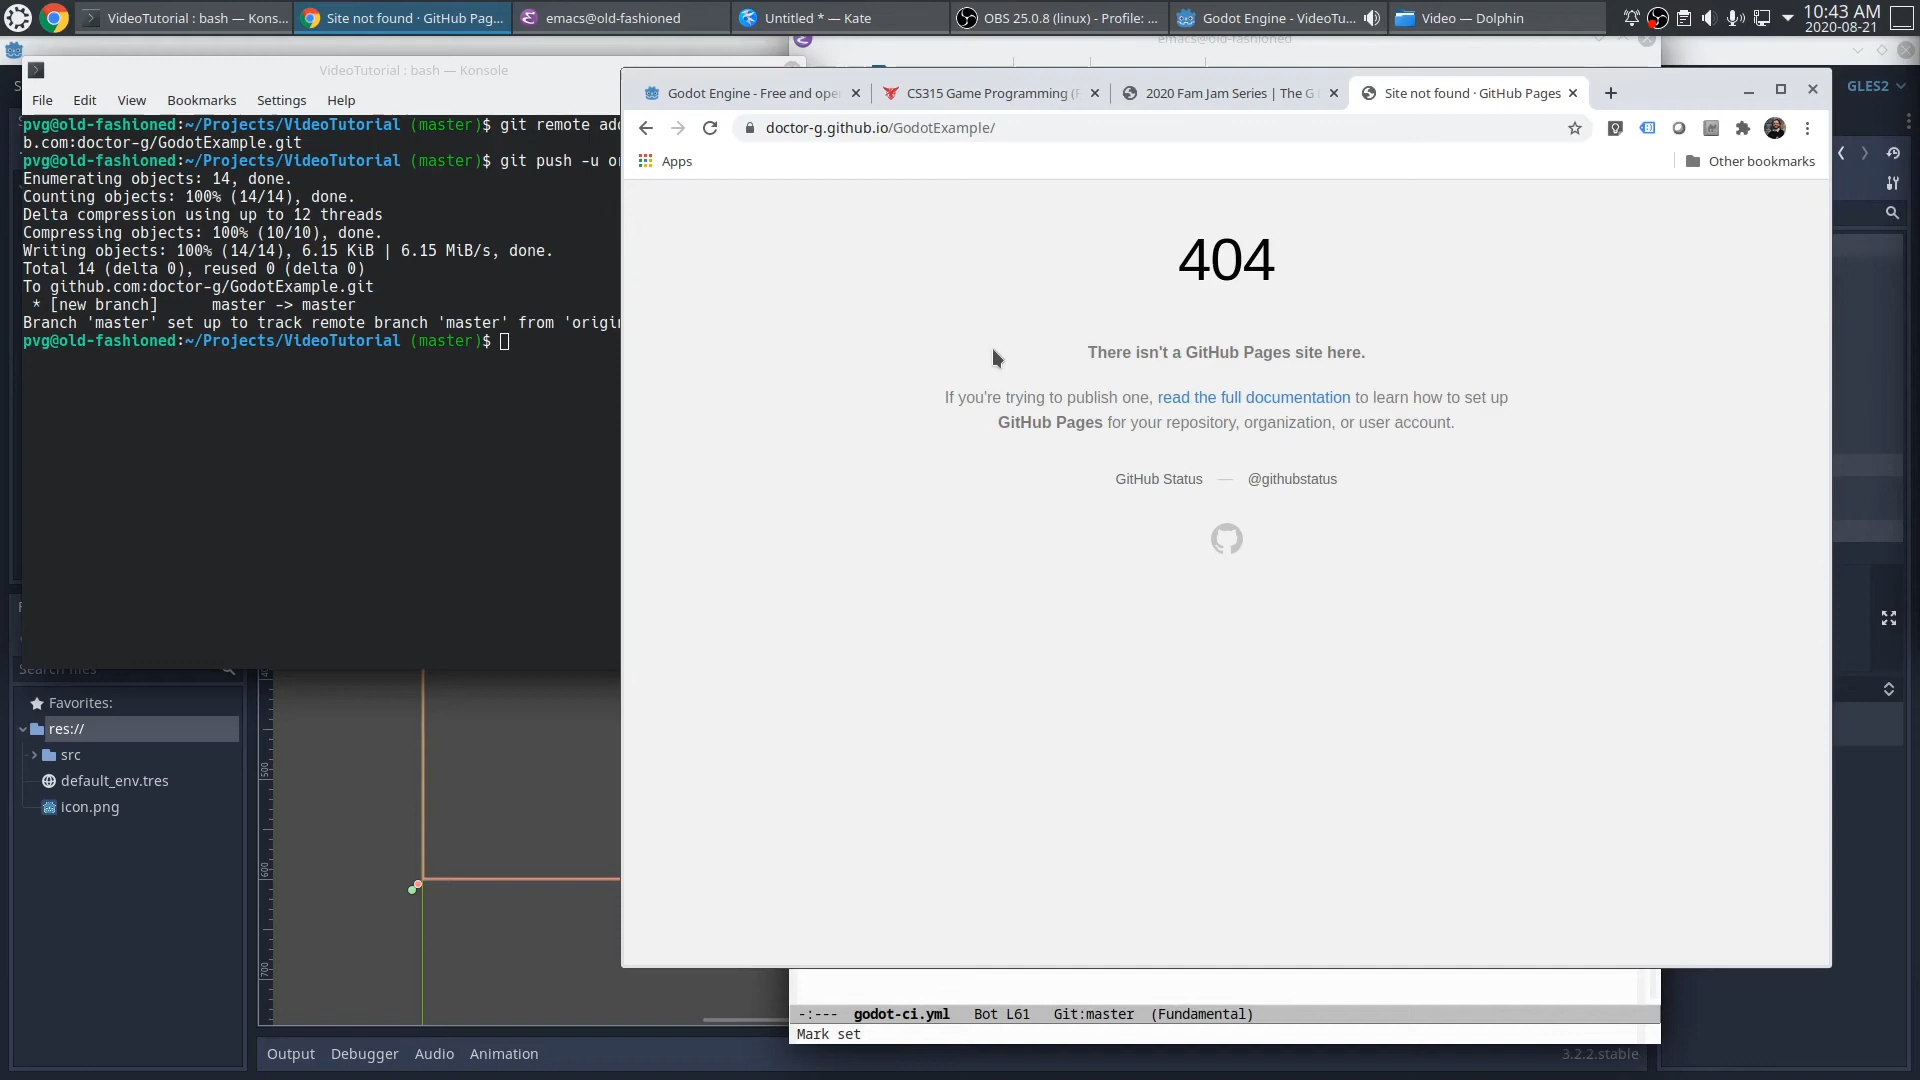 VideoTutorial : bash — Kons...
Site not found · GitHub Pag...
emacs@old-fashioned
Untitled * — Kate
OBS 25.0.8 (linux) - Profile: ...
Godot Engine - VideoTu...
Video — Dolphin
10:43 AM
2020-08-21
emacs@old-fashioned
VideoTutorial : bash — Konsole
GLES2
File Edit View Bookmarks Settings Help
Godot Engine - Free and ope
CS315 Game Programming (F
2020 Fam Jam Series | The G
Site not found · GitHub Pages
doctor-g.github.io/GodotExample/
Apps
Other bookmarks
pvg@old-fashioned:~/Projects/VideoTutorial (master)$ git remote add
b.com:doctor-g/GodotExample.git
pvg@old-fashioned:~/Projects/VideoTutorial (master)$ git push -u or
Enumerating objects: 14, done.
Counting objects: 100% (14/14), done.
Delta compression using up to 12 threads
Compressing objects: 100% (10/10), done.
Writing objects: 100% (14/14), 6.15 KiB | 6.15 MiB/s, done.
Total 14 (delta 0), reused 0 (delta 0)
To github.com:doctor-g/GodotExample.git
* [new branch]      master -> master
Branch 'master' set up to track remote branch 'master' from 'origin
pvg@old-fashioned:~/Projects/VideoTutorial (master)$
404
There isn't a GitHub Pages site here.
If you're trying to publish one, read the full documentation to learn how to set up
GitHub Pages for your repository, organization, or user account.
GitHub Status — @githubstatus
Search files
Favorites:
res://
src
default_env.tres
icon.png
500
600
700
-:--- godot-ci.yml Bot L61 Git:master (Fundamental)
Mark set
Output Debugger Audio Animation
3.2.2.stable